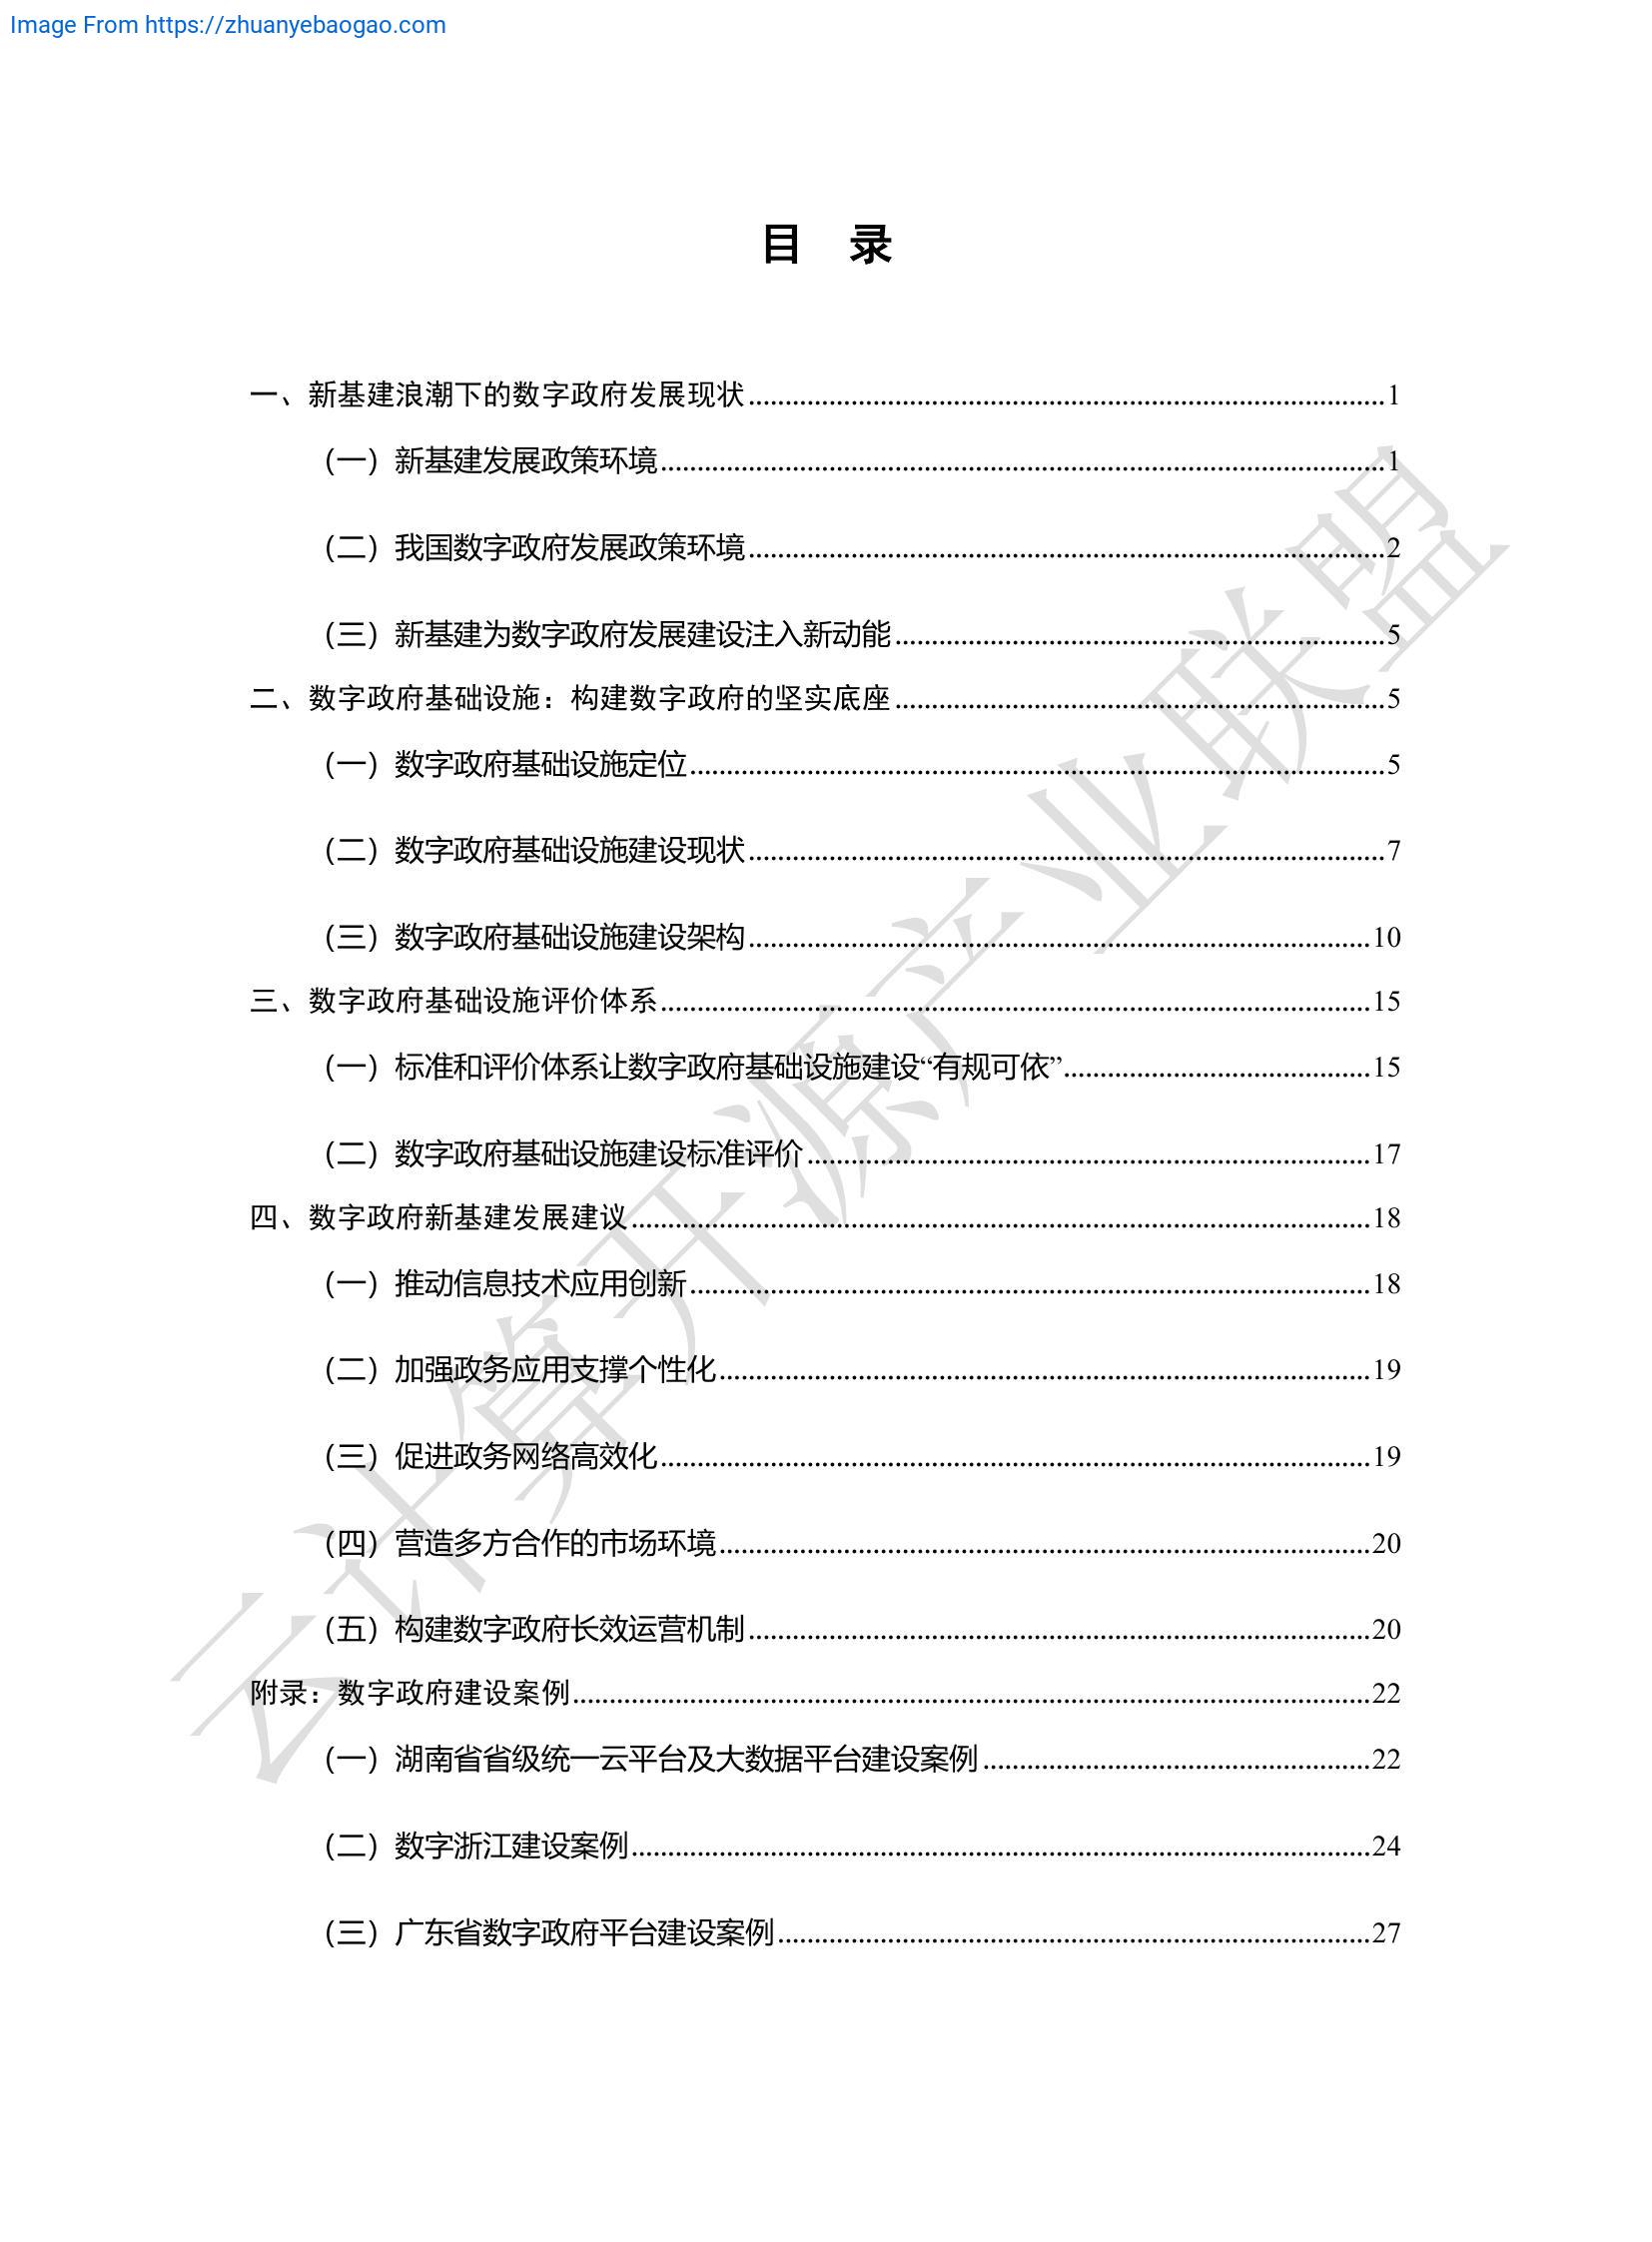 Image From https://zhuanyebaogao.com
目 录
一、新基建浪潮下的数字政府发展现状........................................1
（一）新基建发展政策环境........................................1
（二）我国数字政府发展政策环境........................................2
（三）新基建为数字政府发展建设注入新动能........................................5
二、数字政府基础设施：构建数字政府的坚实底座........................................5
（一）数字政府基础设施定位........................................5
（二）数字政府基础设施建设现状........................................7
（三）数字政府基础设施建设架构........................................10
三、数字政府基础设施评价体系........................................15
（一）标准和评价体系让数字政府基础设施建设“有规可依”........................................15
（二）数字政府基础设施建设标准评价........................................17
四、数字政府新基建发展建议........................................18
（一）推动信息技术应用创新........................................18
（二）加强政务应用支撑个性化........................................19
（三）促进政务网络高效化........................................19
（四）营造多方合作的市场环境........................................20
（五）构建数字政府长效运营机制........................................20
附录：数字政府建设案例........................................22
（一）湖南省省级统一云平台及大数据平台建设案例........................................22
（二）数字浙江建设案例........................................24
（三）广东省数字政府平台建设案例........................................27
云计算开源产业联盟